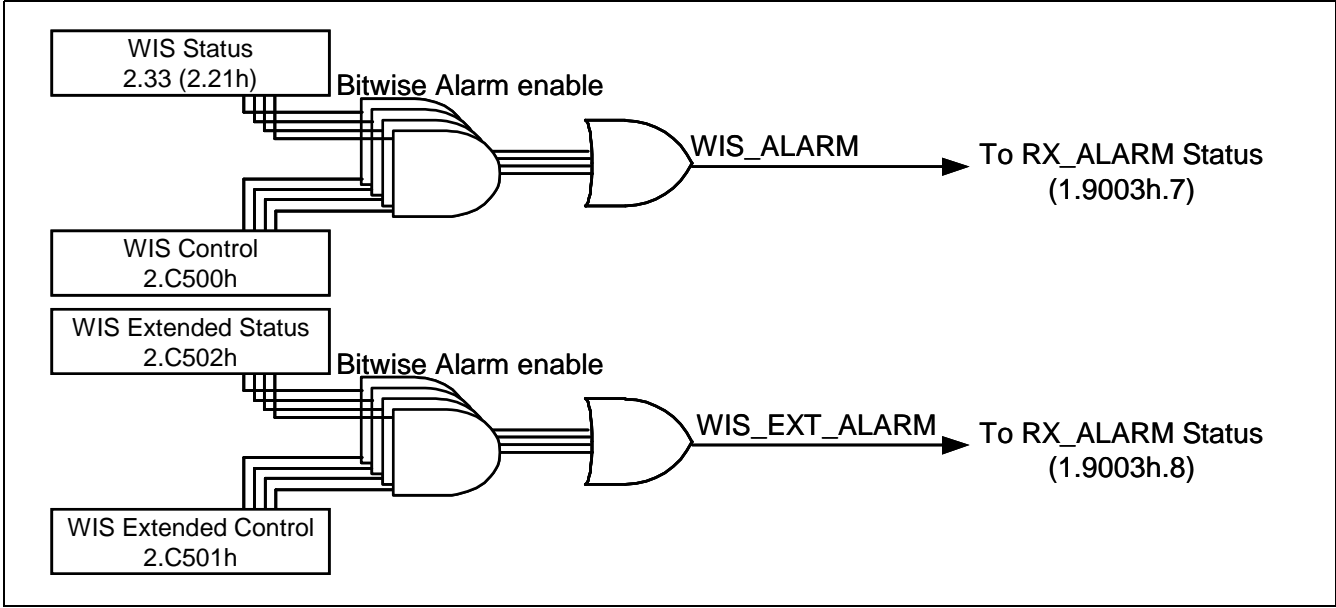 WIS Status
2.33 (2.21h)
Bitwise Alarm enable
WIS_ALARM
To RX_ALARM Status
(1.9003h.7)
WIS Control
2.C500h
WIS Extended Status
2.C502h
Bitwise Alarm enable
WIS_EXT_ALARM
To RX_ALARM Status
(1.9003h.8)
WIS Extended Control
2.C501h